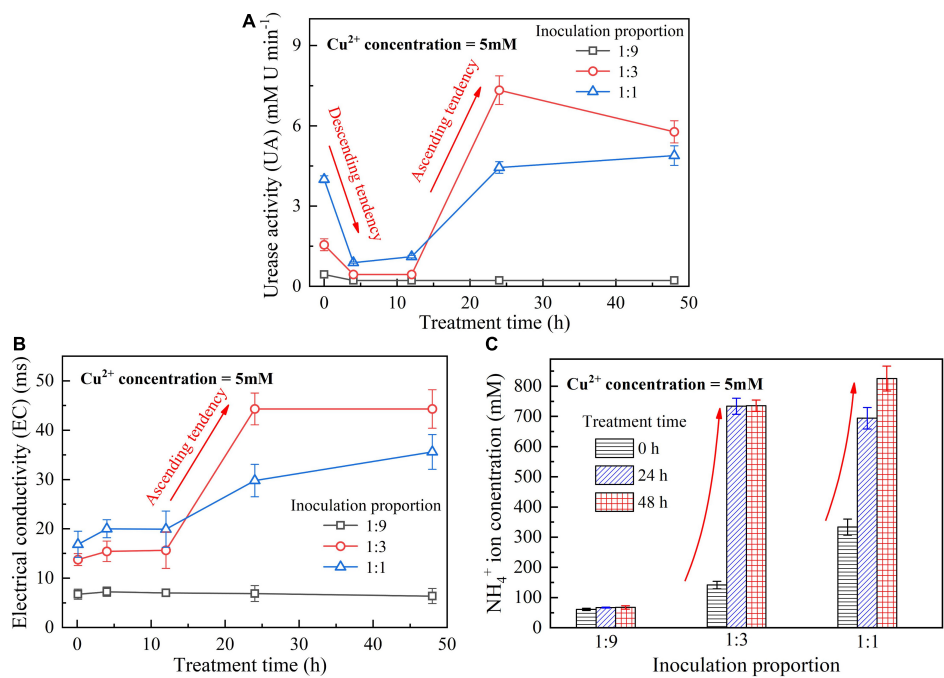 A
Cu²⁺ concentration = 5mM
Inoculation proportion
1:9
1:3
1:1
Descending tendency
Ascending tendency
Urease activity (UA) (mM U min⁻¹)
9
6
3
0
0 10 20 30 40 50
Treatment time (h)
B
Cu²⁺ concentration = 5mM
Ascending tendency
Inoculation proportion
1:9
1:3
1:1
Electrical conductivity (EC) (ms)
50
40
30
20
10
0
0 10 20 30 40 50
Treatment time (h)
C
Cu²⁺ concentration = 5mM
Treatment time
0 h
24 h
48 h
NH₄⁺ ion conentration (mM)
800
700
600
500
400
300
200
100
0
1:9 1:3 1:1
Inoculation proportion